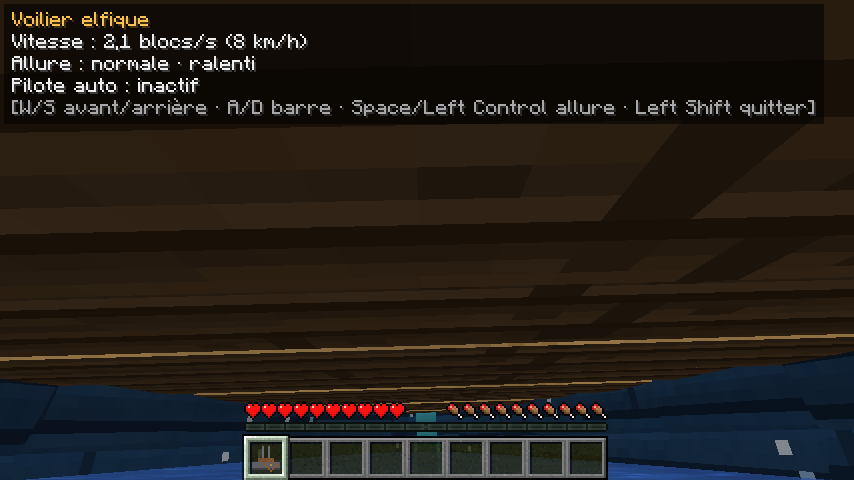 Voilier elfique
Vitesse : 2,1 blocs/s (8 km/h)
Allure : normale · ralenti
Pilote auto : inactif
[W/S avant/arrière · A/D barre · Space/Left Control allure · Left Shift quitter]